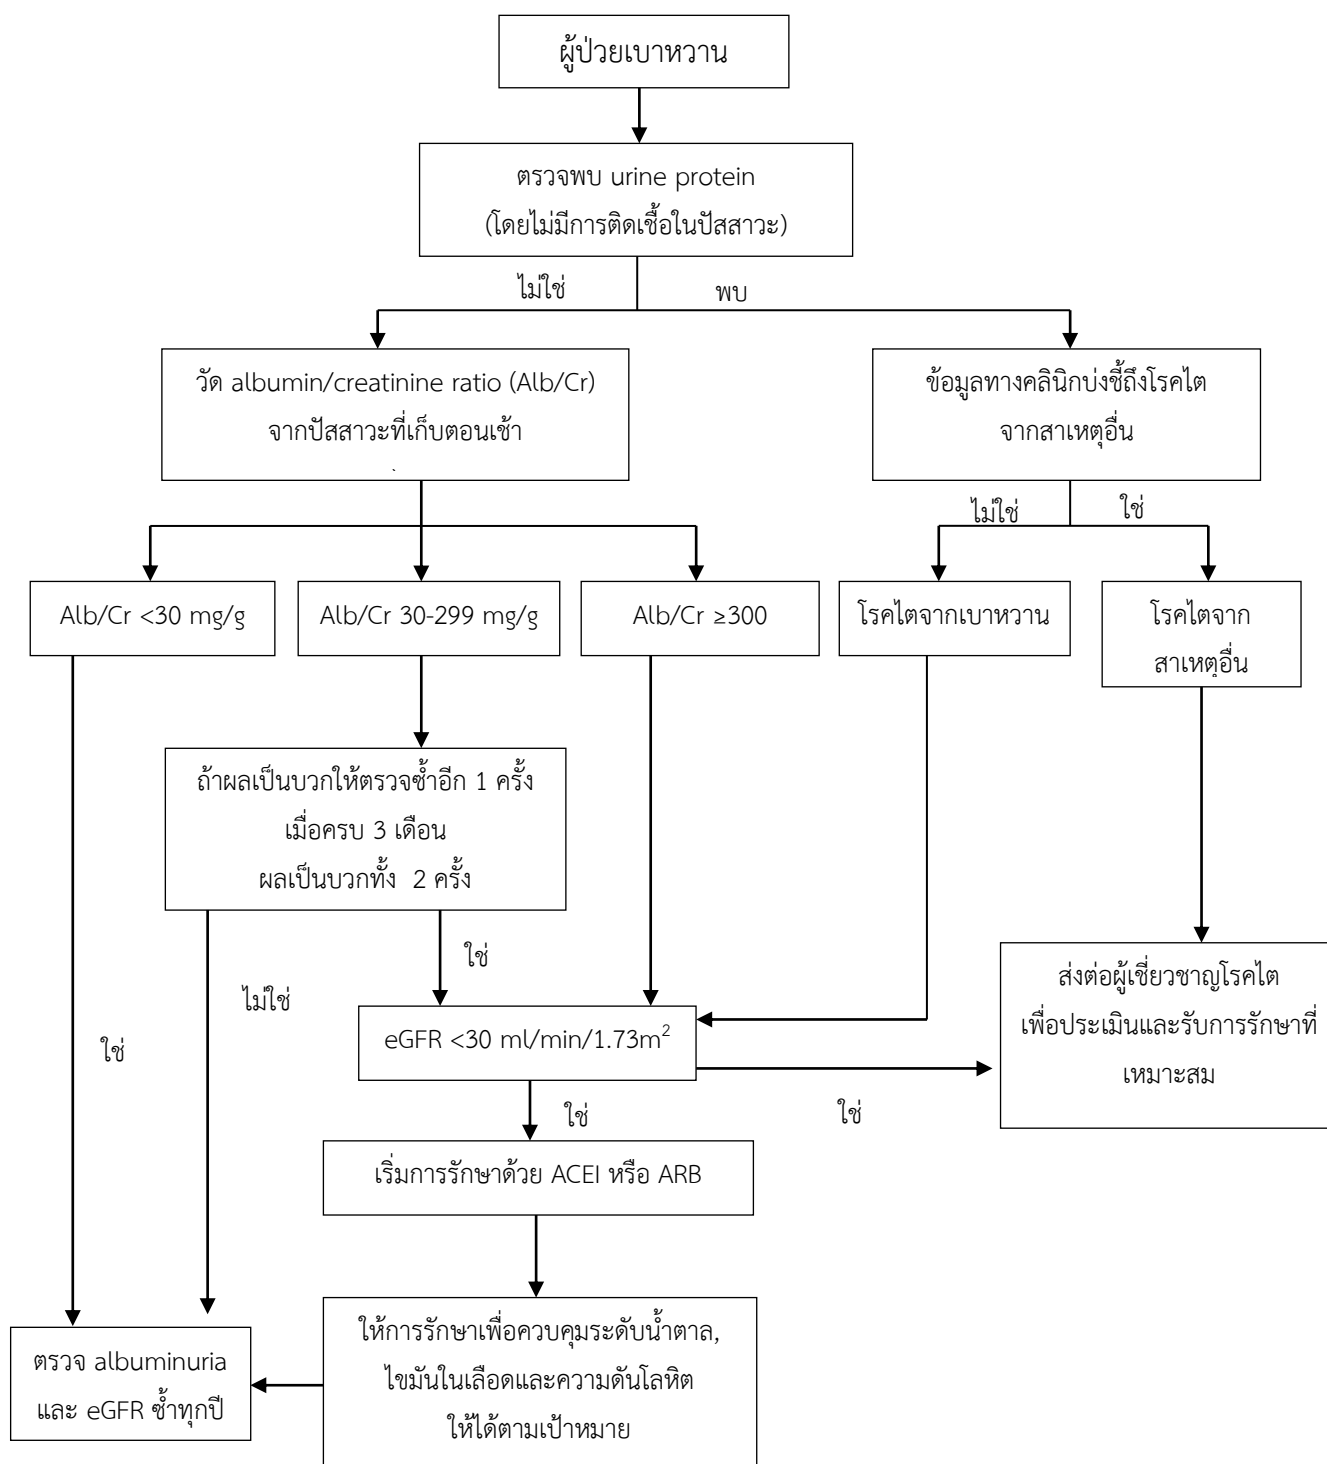 ผู้ป่วยเบาหวาน
ตรวจพบ urine protein
(โดยไม่มีการติดเชื้อในปัสสาวะ)
ไม่ใช่
พบ
วัด albumin/creatinine ratio (Alb/Cr)
จากปัสสาวะที่เก็บตอนเช้า
ข้อมูลทางคลินิกบ่งชี้ถึงโรคไต
จากสาเหตุอื่น
ไม่ใช่
ใช่
Alb/Cr <30 mg/g
Alb/Cr 30-299 mg/g
Alb/Cr ≥300
โรคไตจากเบาหวาน
โรคไตจาก
สาเหตุอื่น
ถ้าผลเป็นบวกให้ตรวจซ้ำอีก 1 ครั้ง
เมื่อครบ 3 เดือน
ผลเป็นบวกทั้ง 2 ครั้ง
ใช่
ไม่ใช่
ใช่
ส่งต่อผู้เชี่ยวชาญโรคไต
เพื่อประเมินและรับการรักษาที่
เหมาะสม
eGFR <30 ml/min/1.73m²
ใช่
ใช่
เริ่มการรักษาด้วย ACEI หรือ ARB
ให้การรักษาเพื่อควบคุมระดับน้ำตาล,
ไขมันในเลือดและความดันโลหิต
ให้ได้ตามเป้าหมาย
ตรวจ albuminuria
และ eGFR ซ้ำทุกปี